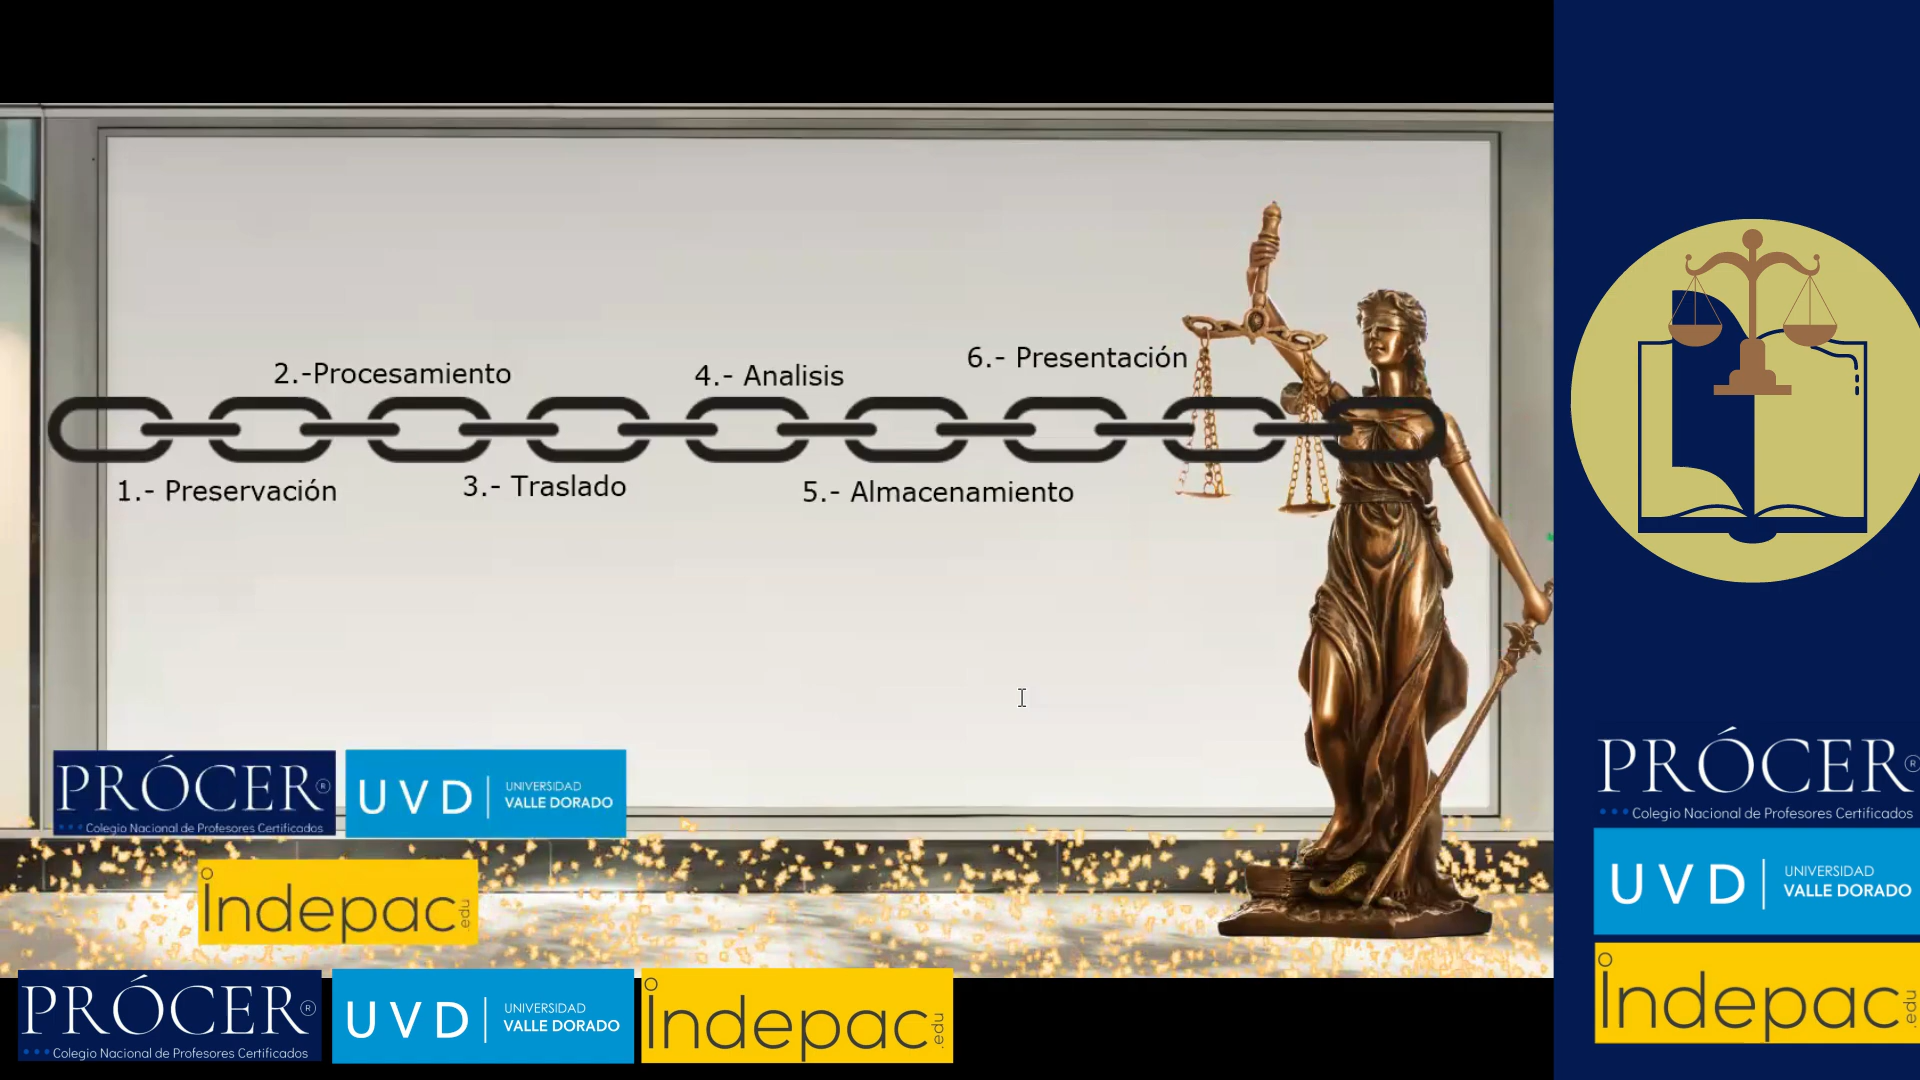 2.-Procesamiento
4.- Analisis
6.- Presentación
1.- Preservación
3.- Traslado
5.- Almacenamiento
PRÓCER®
Colegio Nacional de Profesores Certificados
UVD
UNIVERSIDAD
VALLE DORADO
Indepac.edu
PRÓCER®
Colegio Nacional de Profesores Certificados
UVD
UNIVERSIDAD
VALLE DORADO
Indepac.edu
PRÓCER®
Colegio Nacional de Profesores Certificados
UVD
UNIVERSIDAD
VALLE DORADO
Indepac.edu